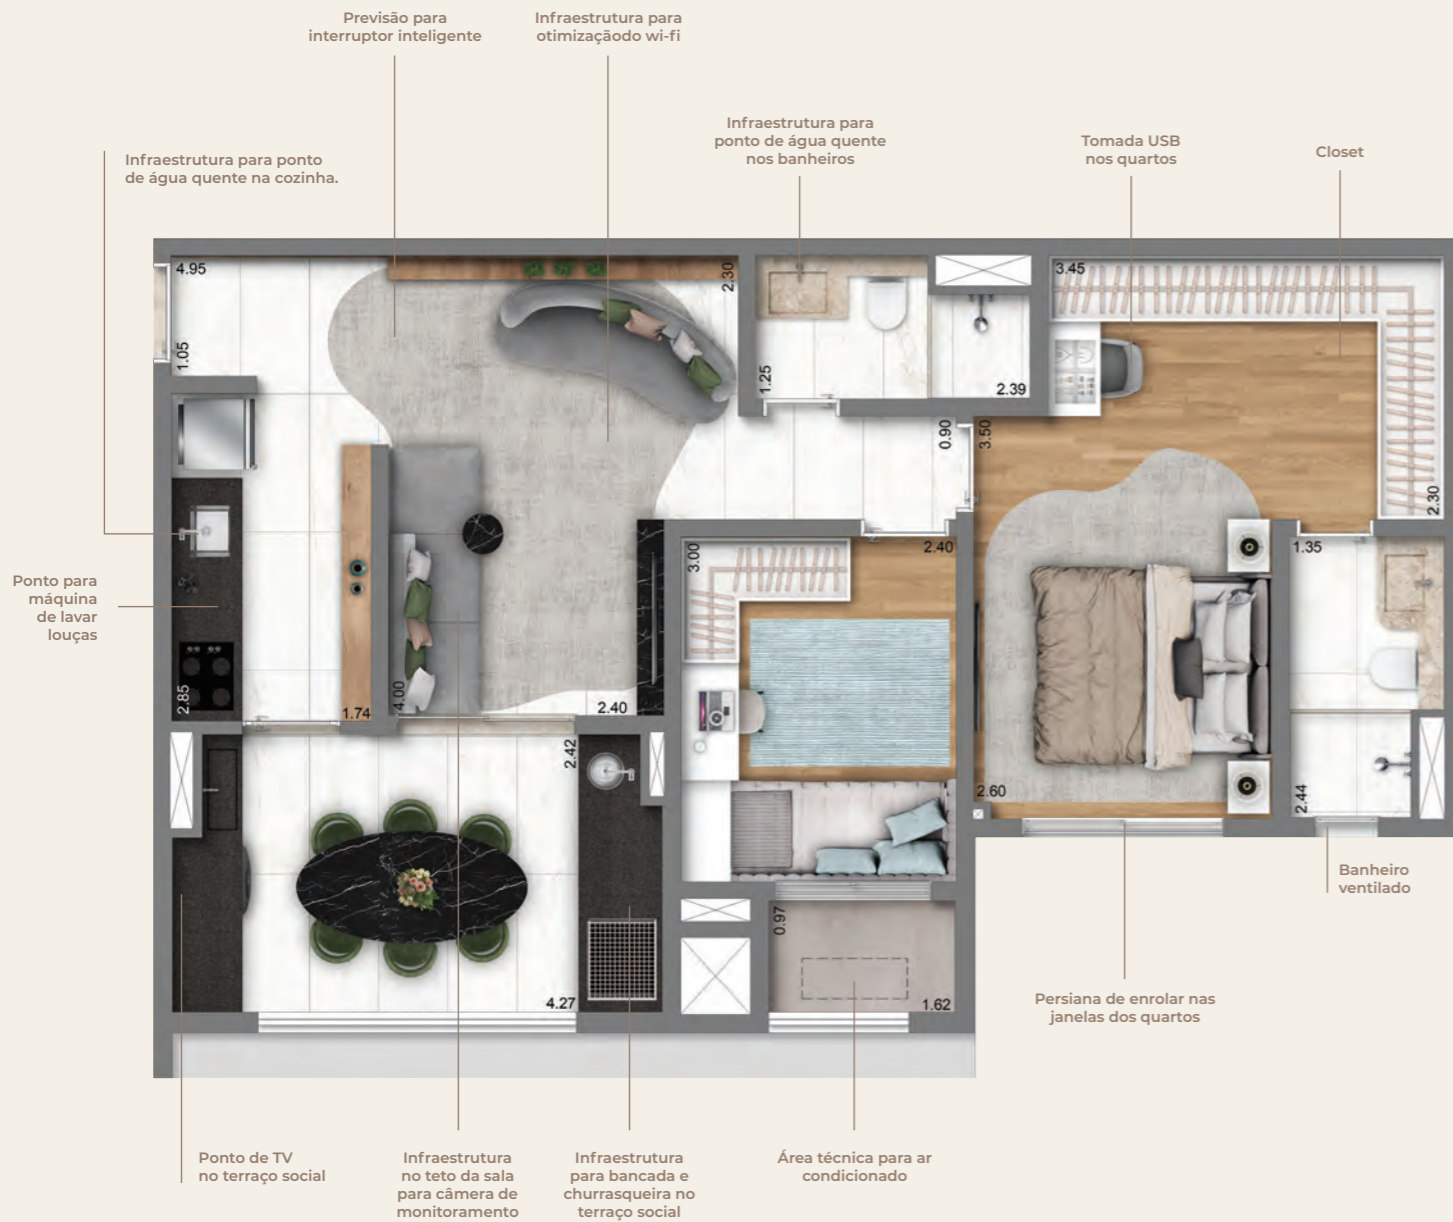 Previsão para
interruptor inteligente
Infraestrutura para
otimizaçãodo wi-fi
Infraestrutura para
ponto de água quente
nos banheiros
Tomada USB
nos quartos
Closet
Infraestrutura para ponto
de água quente na cozinha.
4.95
1.05
2.30
1.25
2.39
3.45
2.30
0.90
3.50
Ponto para
máquina
de lavar
louças
2.85
1.74
4.00
2.40
3.00
2.40
1.35
2.60
2.44
2.42
4.27
0.97
1.62
Banheiro
ventilado
Persiana de enrolar nas
janelas dos quartos
Ponto de TV
no terraço social
Infraestrutura
no teto da sala
para câmera de
monitoramento
Infraestrutura
para bancada e
churrasqueira no
terraço social
Área técnica para ar
condicionado